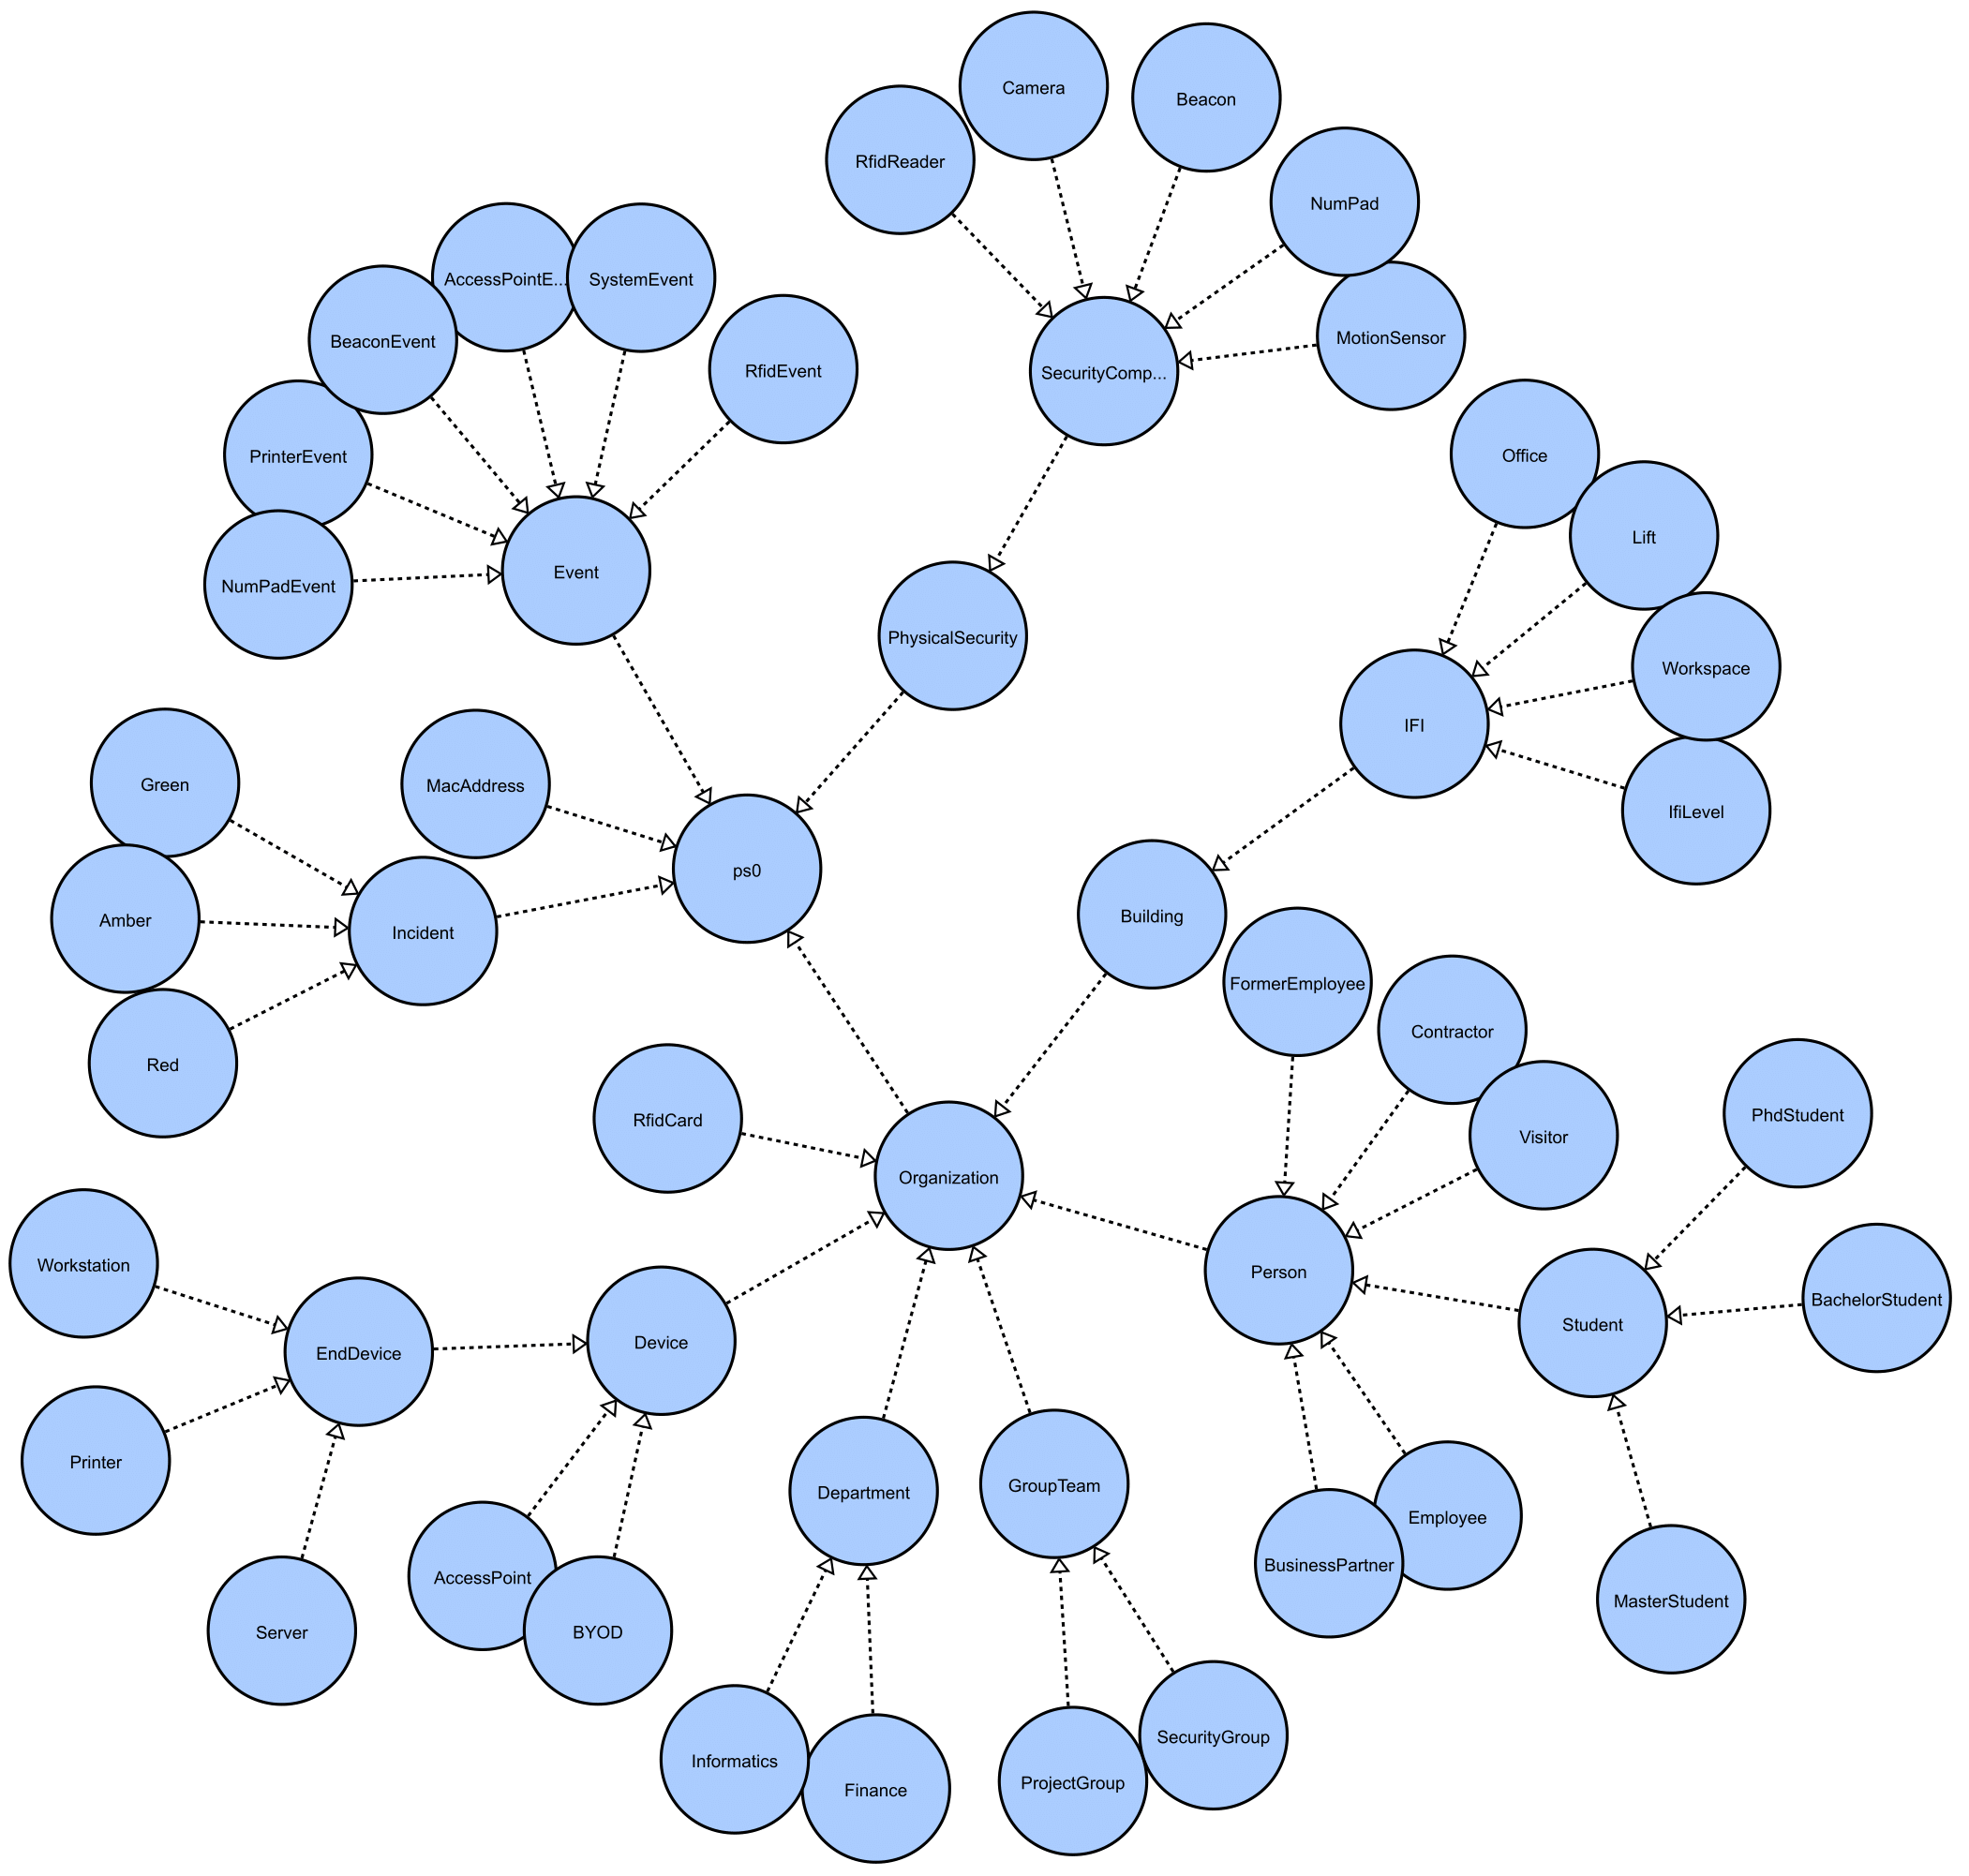 Camera
Beacon
RfidReader
NumPad
AccessPointE...
SystemEvent
BeaconEvent
MotionSensor
RfidEvent
SecurityComp...
PrinterEvent
Office
Lift
Event
NumPadEvent
PhysicalSecurity
Workspace
IFI
Green
MacAddress
IfiLevel
ps0
Amber
Incident
Building
FormerEmployee
Contractor
Red
RfidCard
PhdStudent
Visitor
Organization
Workstation
Person
BachelorStudent
Student
Device
EndDevice
Printer
Department
GroupTeam
Employee
BusinessPartner
AccessPoint
MasterStudent
Server
BYOD
SecurityGroup
Informatics
ProjectGroup
Finance